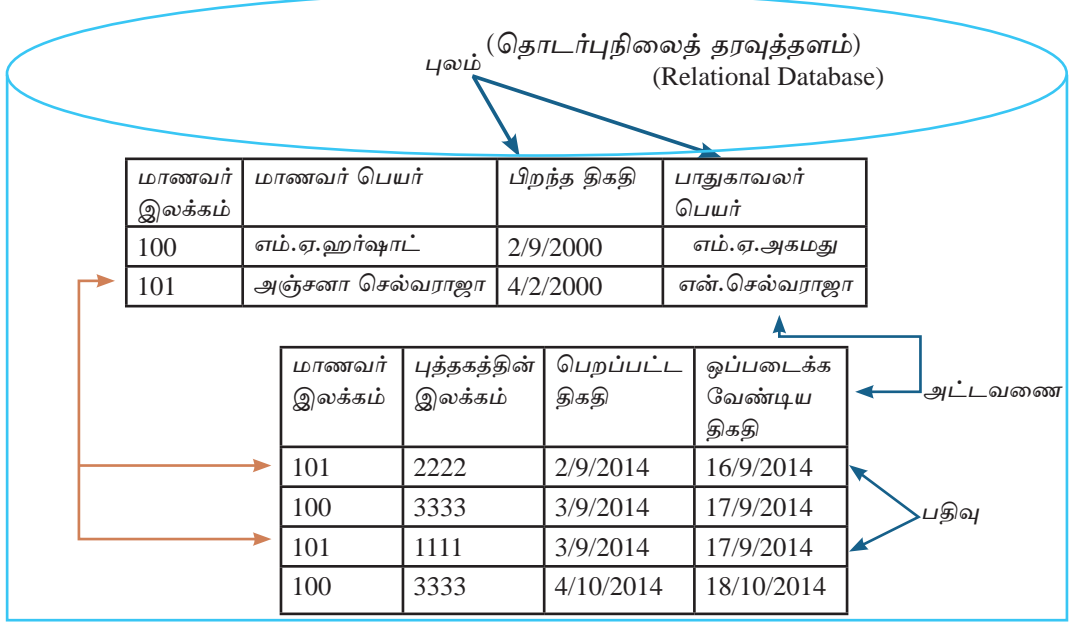 (தொடர்புநிலைத் தரவுத்தளம்)
புலம்
(Relational Database)
மாணவர் இலக்கம் மாணவர் பெயர் பிறந்த திகதி பாதுகாவலர் பெயர்
100 எம்.ஏ.ஹர்ஷாட் 2/9/2000 எம்.ஏ.அகமது
101 அஞ்சனா செல்வராஜா 4/2/2000 என்.செல்வராஜா
மாணவர் இலக்கம் புத்தகத்தின் இலக்கம் பெறப்பட்ட திகதி ஒப்படைக்க வேண்டிய திகதி
அட்டவணை
101 2222 2/9/2014 16/9/2014
100 3333 3/9/2014 17/9/2014
பதிவு
101 1111 3/9/2014 17/9/2014
100 3333 4/10/2014 18/10/2014